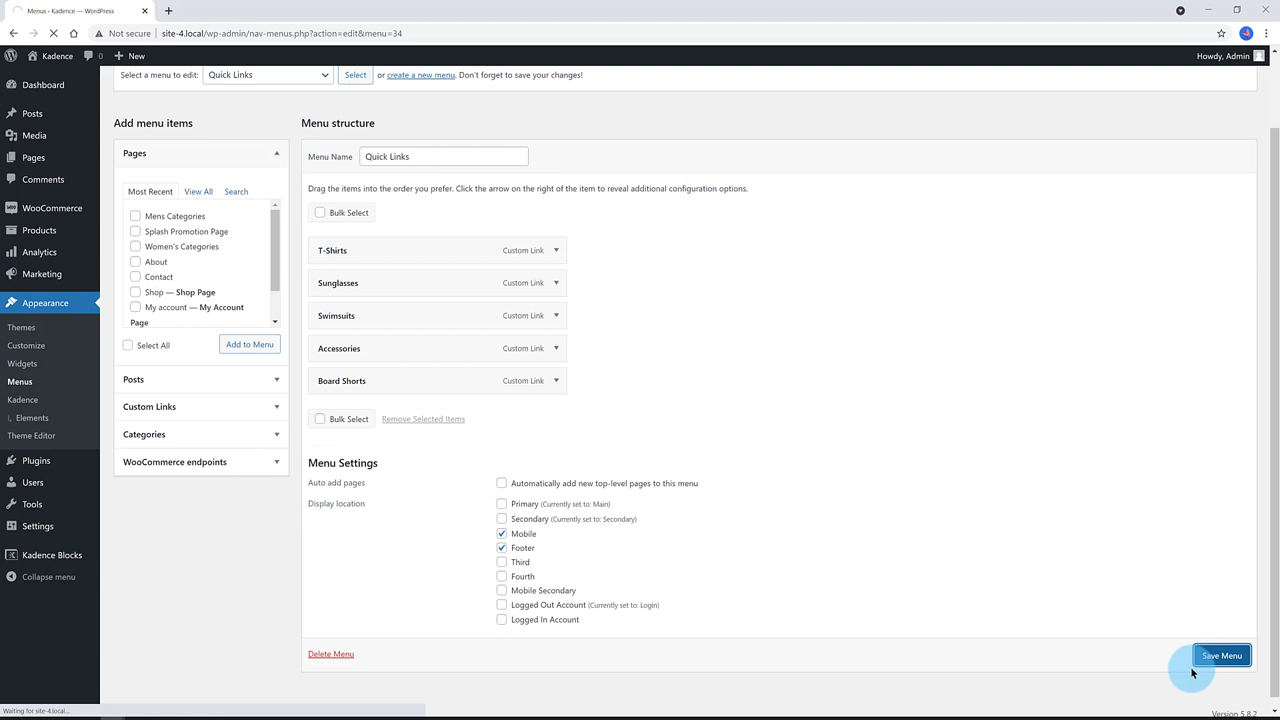 Menus ‹ Kadence — WordPress
Not secure site-4.local/wp-admin/nav-menus.php?action=edit&menu=34
Kadence 0 New Howdy, Admin
Select a menu to edit: Quick Links Select or create a new menu. Don't forget to save your changes!
Dashboard
Posts
Media
Pages
Comments
WooCommerce
Products
Analytics
Marketing
Appearance
Themes
Customize
Widgets
Menus
Kadence
Elements
Theme Editor
Plugins
Users
Tools
Settings
Kadence Blocks
Collapse menu
Add menu items
Pages
Most Recent View All Search
Mens Categories
Splash Promotion Page
Women's Categories
About
Contact
Shop — Shop Page
My account — My Account
Page
Select All Add to Menu
Posts
Custom Links
Categories
WooCommerce endpoints
Menu structure
Menu Name Quick Links
Drag the items into the order you prefer. Click the arrow on the right of the item to reveal additional configuration options.
Bulk Select
T-Shirts Custom Link
Sunglasses Custom Link
Swimsuits Custom Link
Accessories Custom Link
Board Shorts Custom Link
Bulk Select Remove Selected Items
Menu Settings
Auto add pages Automatically add new top-level pages to this menu
Display location Primary (Currently set to: Main)
Secondary (Currently set to: Secondary)
Mobile
Footer
Third
Fourth
Mobile Secondary
Logged Out Account (Currently set to: Login)
Logged In Account
Delete Menu Save Menu
Waiting for site-4.local...
Version 5.8.2